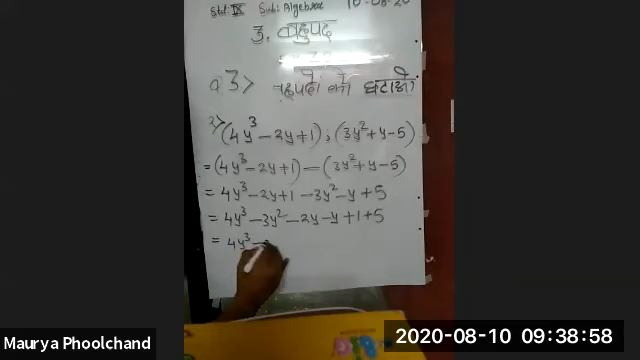 Std: IX Sub: Algebra 10-08-20
3. बहुपद
प्र 3> बहुपदों को घटाओ
2> (4y³ - 2y + 1) ; (3y² + y - 5)
= (4y³ - 2y + 1) - (3y² + y - 5)
= 4y³ - 2y + 1 - 3y² - y + 5
= 4y³ - 3y² - 2y - y + 1 + 5
= 4y³ -
Maurya Phoolchand
2020-08-10 09:38:58